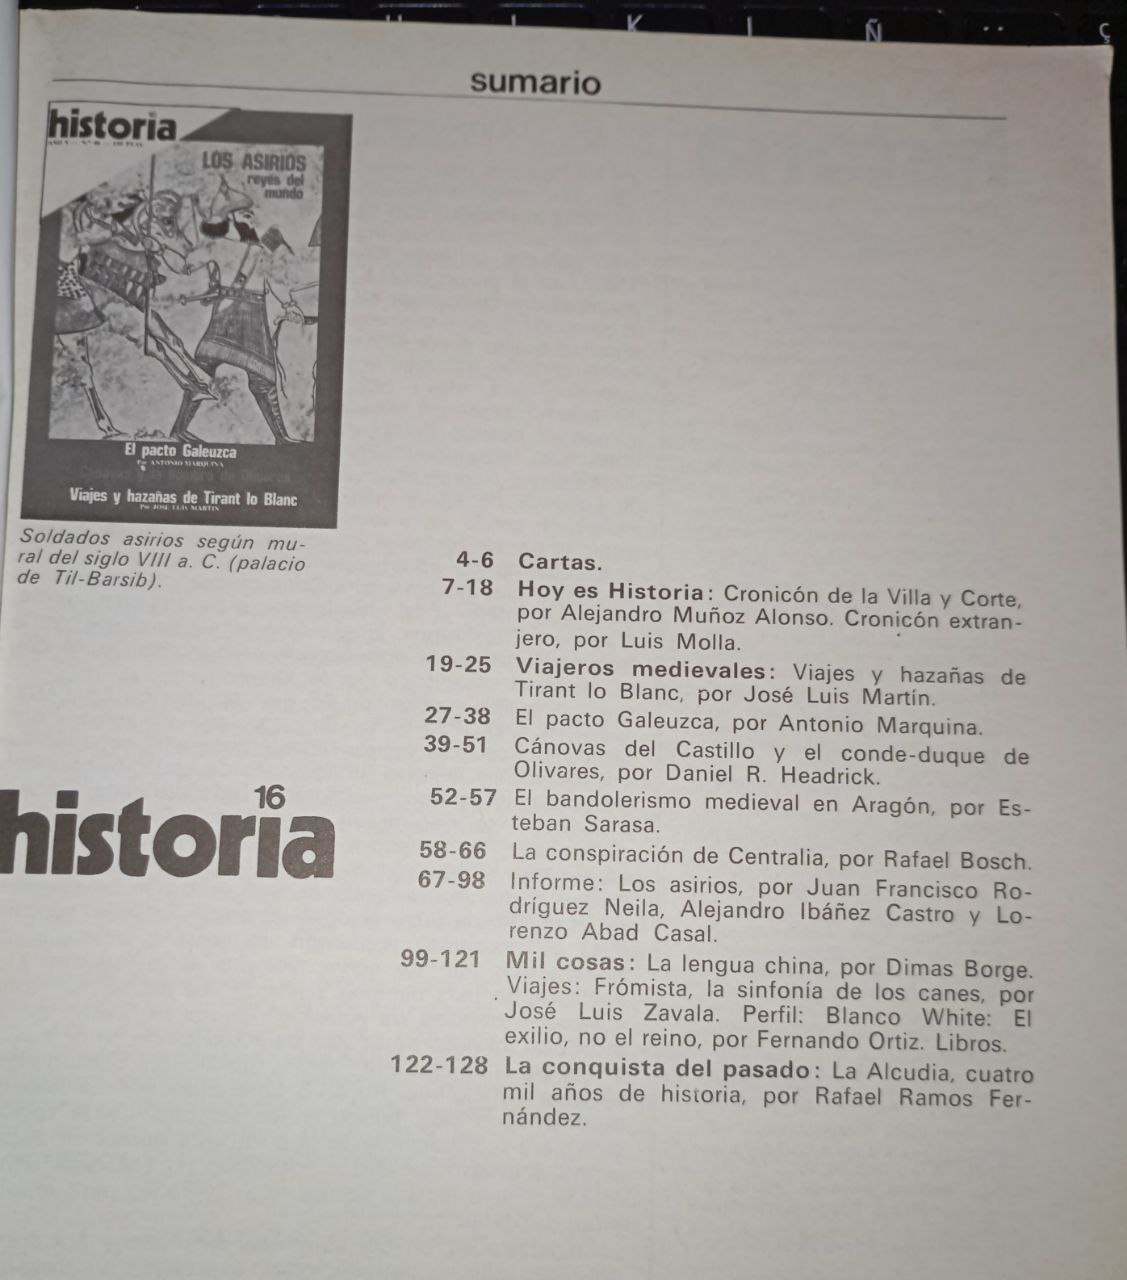 K
Ñ
Ç
sumario
historia
LOS ASIRIOS
reyes del
mundo
El pacto Galeuzca
Por ANTONIO MARQUINA
Viajes y hazañas de Tirant lo Blanc
Por JOSE LUIS MARTIN
Soldados asirios según mu-
ral del siglo VIII a. C. (palacio
de Til-Barsib).
4-6 Cartas.
7-18 Hoy es Historia: Cronicón de la Villa y Corte,
por Alejandro Muñoz Alonso. Cronicón extran-
jero, por Luis Molla.
19-25 Viajeros medievales: Viajes y hazañas de
Tirant lo Blanc, por José Luis Martín.
27-38 El pacto Galeuzca, por Antonio Marquina.
39-51 Cánovas del Castillo y el conde-duque de
Olivares, por Daniel R. Headrick.
52-57 El bandolerismo medieval en Aragón, por Es-
teban Sarasa.
58-66 La conspiración de Centralia, por Rafael Bosch.
67-98 Informe: Los asirios, por Juan Francisco Ro-
dríguez Neila, Alejandro Ibáñez Castro y Lo-
renzo Abad Casal.
99-121 Mil cosas: La lengua china, por Dimas Borge.
Viajes: Frómista, la sinfonía de los canes, por
José Luis Zavala. Perfil: Blanco White: El
exilio, no el reino, por Fernando Ortiz. Libros.
122-128 La conquista del pasado: La Alcudia, cuatro
mil años de historia, por Rafael Ramos Fer-
nández.
historia 16